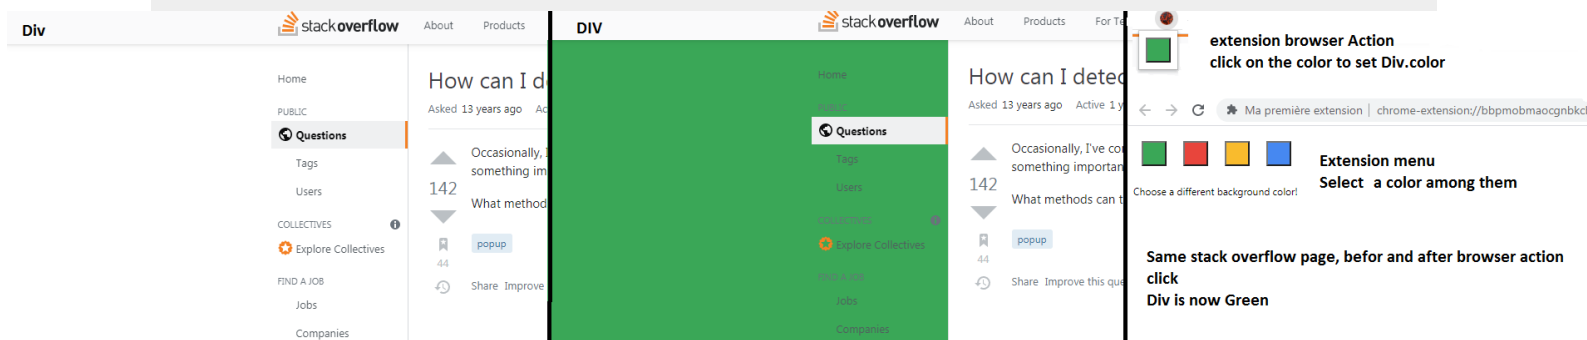 Div
stackoverflow
About
Products
Home
PUBLIC
Questions
Tags
Users
COLLECTIVES
Explore Collectives
FIND A JOB
Jobs
Companies
How can I d
Asked 13 years ago Ac
142
44
Occasionally, I
something im
What method
popup
Share Improve
DIV
stackoverflow
About
Products
For Te
Home
PUBLIC
Questions
Tags
Users
COLLECTIVES
Explore Collectives
FIND A JOB
Jobs
Companies
How can I detec
Asked 13 years ago Active 1 y
142
44
Occasionally, I've co
something importan
What methods can t
popup
Share Improve this que
extension browser Action
click on the color to set Div.color
Ma première extension | chrome-extension://bbpmobmaocgnbkcl
Extension menu
Select a color among them
Choose a different background color!
Same stack overflow page, befor and after browser action
click
Div is now Green